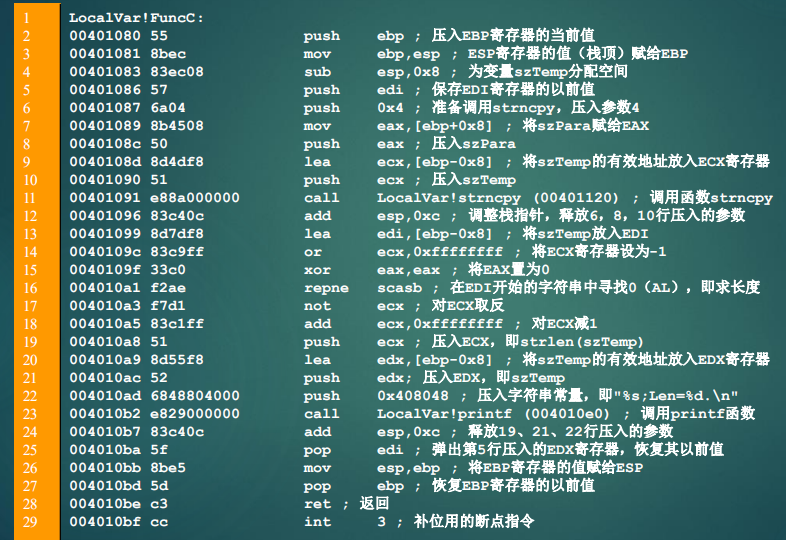 1 LocalVar!FuncC:
2 00401080 55 push ebp ; 压入EBP寄存器的当前值
3 00401081 8bec mov ebp,esp ; ESP寄存器的值（栈顶）赋给EBP
4 00401083 83ec08 sub esp,0x8 ; 为变量szTemp分配空间
5 00401086 57 push edi ; 保存EDI寄存器的以前值
6 00401087 6a04 push 0x4 ; 准备调用strncpy，压入参数4
7 00401089 8b4508 mov eax,[ebp+0x8] ; 将szPara赋给EAX
8 0040108c 50 push eax ; 压入szPara
9 0040108d 8d4df8 lea ecx,[ebp-0x8] ; 将szTemp的有效地址放入ECX寄存器
10 00401090 51 push ecx ; 压入szTemp
11 00401091 e88a000000 call LocalVar!strncpy (00401120) ; 调用函数strncpy
12 00401096 83c40c add esp,0xc ; 调整栈指针，释放6，8，10行压入的参数
13 00401099 8d7df8 lea edi,[ebp-0x8] ; 将szTemp放入EDI
14 0040109c 83c9ff or ecx,0xffffffff ; 将ECX寄存器设为-1
15 0040109f 33c0 xor eax,eax ; 将EAX置为0
16 004010a1 f2ae repne scasb ; 在EDI开始的字符串中寻找0（AL），即求长度
17 004010a3 f7d1 not ecx ; 对ECX取反
18 004010a5 83c1ff add ecx,0xffffffff ; 对ECX减1
19 004010a8 51 push ecx ; 压入ECX，即strlen(szTemp)
20 004010a9 8d55f8 lea edx,[ebp-0x8] ; 将szTemp的有效地址放入EDX寄存器
21 004010ac 52 push edx; 压入EDX，即szTemp
22 004010ad 6848804000 push 0x408048 ; 压入字符串常量，即"%s;Len=%d.\n"
23 004010b2 e829000000 call LocalVar!printf (004010e0) ; 调用printf函数
24 004010b7 83c40c add esp,0xc ; 释放19、21、22行压入的参数
25 004010ba 5f pop edi ; 弹出第5行压入的EDX寄存器，恢复其以前值
26 004010bb 8be5 mov esp,ebp ; 将EBP寄存器的值赋给ESP
27 004010bd 5d pop ebp ; 恢复EBP寄存器的以前值
28 004010be c3 ret ; 返回
29 004010bf cc int 3 ; 补位用的断点指令